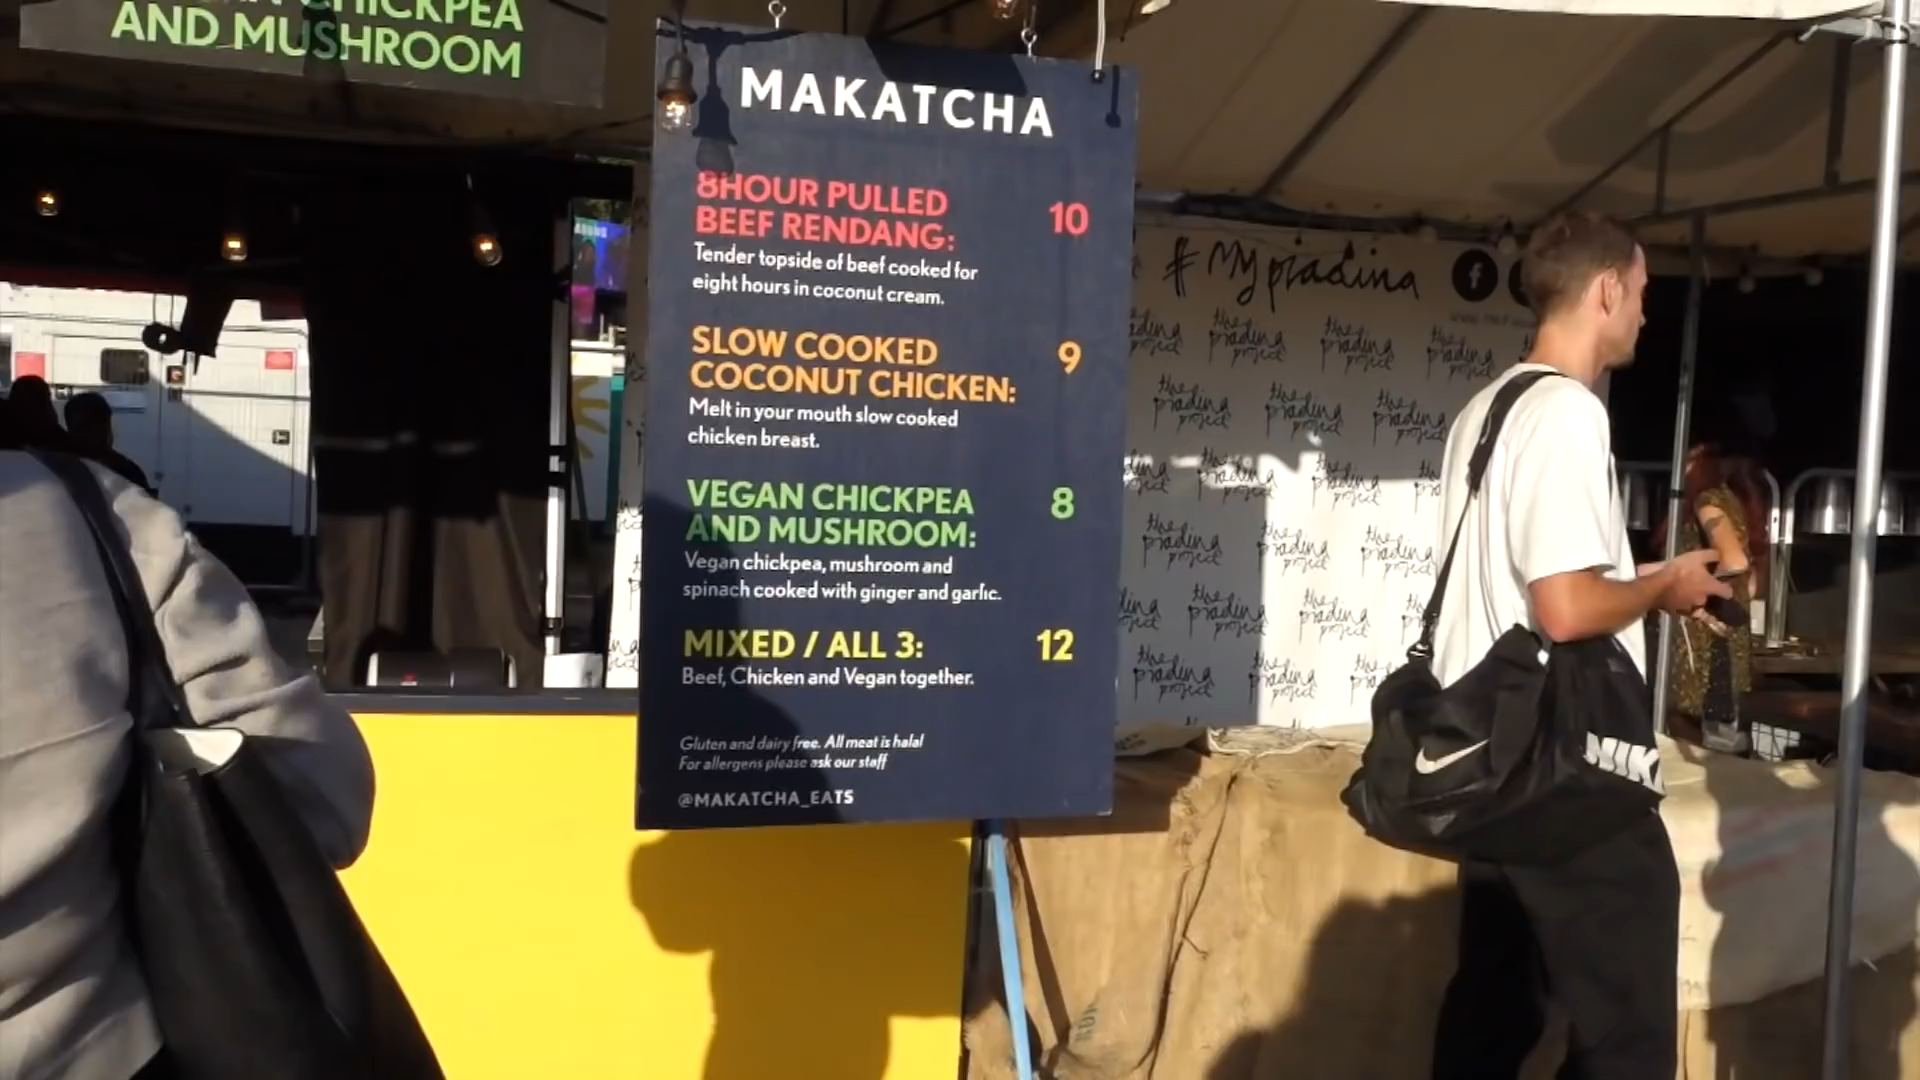 CHICKPEA
AND MUSHROOM
MAKATCHA
8HOUR PULLED
BEEF RENDANG:
10
Tender topside of beef cooked for
eight hours in coconut cream.
SLOW COOKED
COCONUT CHICKEN:
9
Melt in your mouth slow cooked
chicken breast.
VEGAN CHICKPEA
AND MUSHROOM:
8
Vegan chickpea, mushroom and
spinach cooked with ginger and garlic.
MIXED / ALL 3:
12
Beef, Chicken and Vegan together.
Gluten and dairy free. All meat is halal
For allergens please ask our staff
@MAKATCHA_EATS
#Mypradina
f
the
pradina
project
NIK